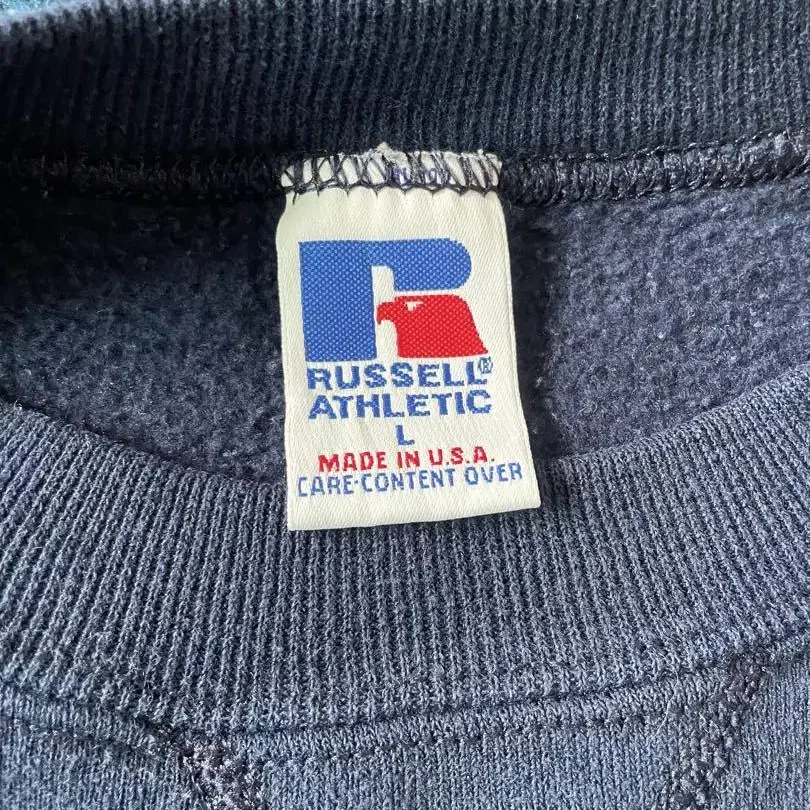 RUSSELL®
ATHLETIC
L
MADE IN U.S.A.
CARE-CONTENT OVER